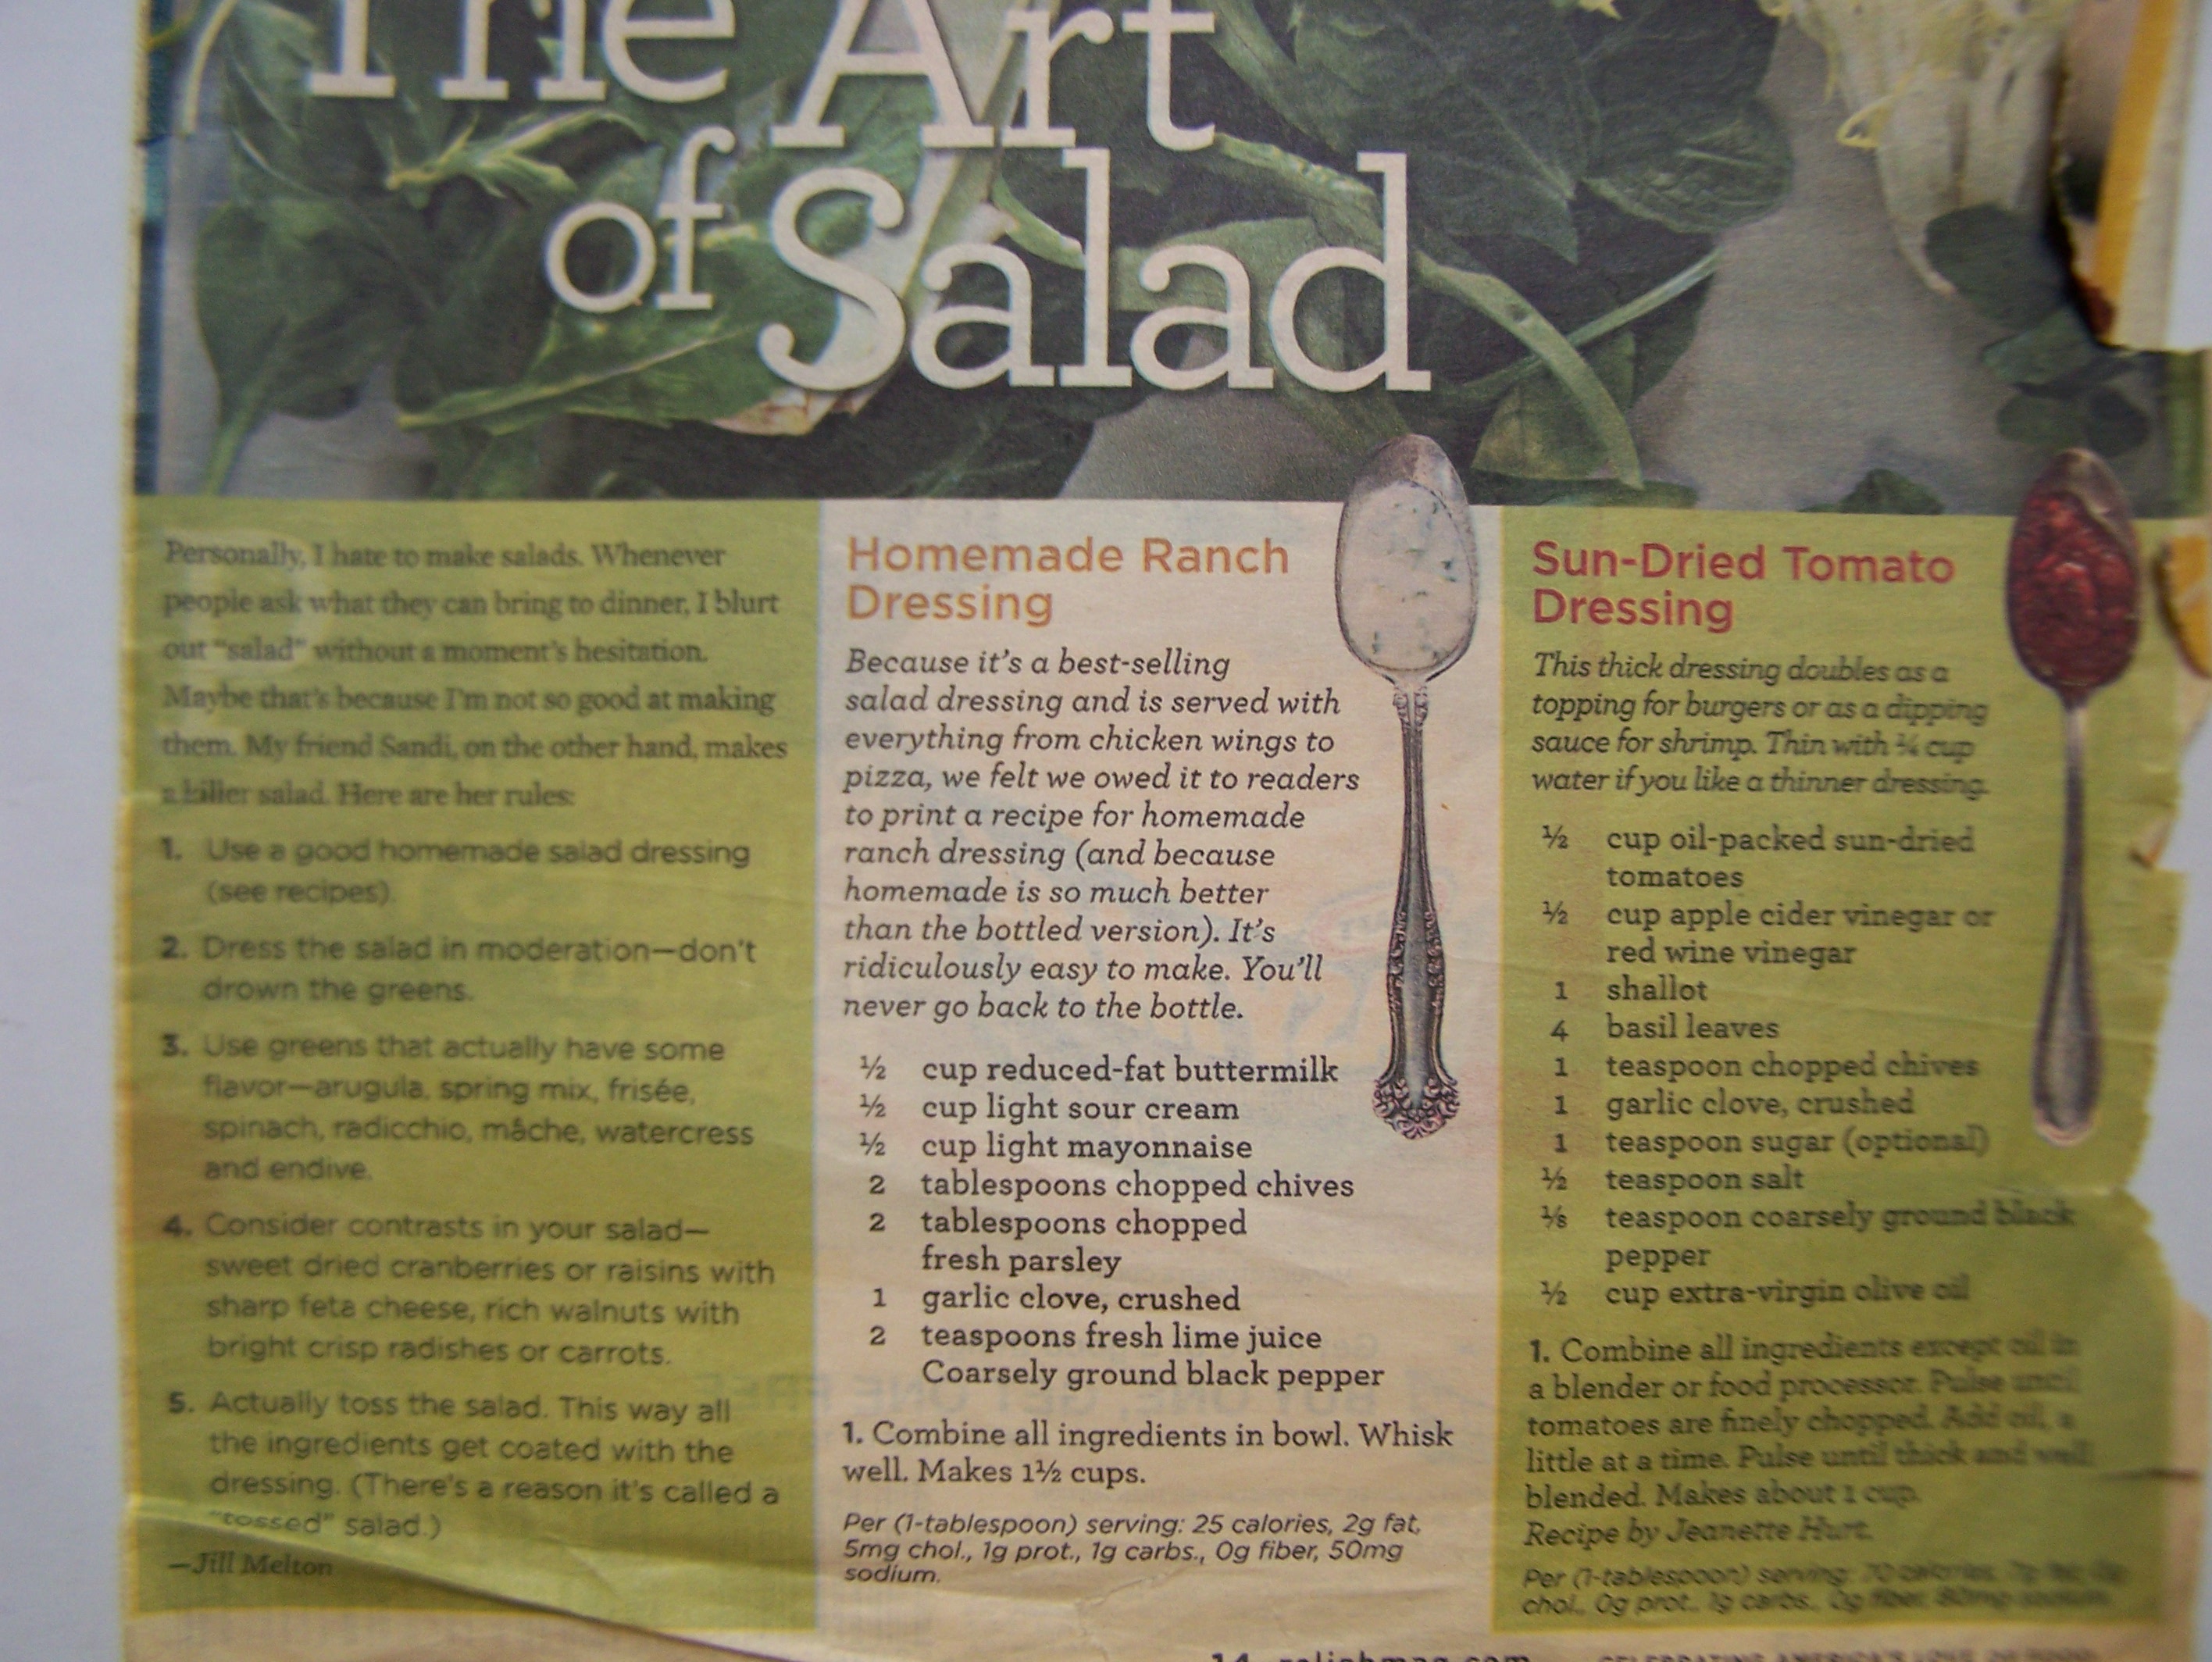 The Art
of Salad
Personally, I hate to make salads. Whenever
people ask what they can bring to dinner, I blurt
out "salad" without a moment's hesitation.
Maybe that's because I'm not so good at making
them. My friend Sandi, on the other hand, makes
a killer salad. Here are her rules:
1. Use a good homemade salad dressing
(see recipes).
2. Dress the salad in moderation—don't
drown the greens.
3. Use greens that actually have some
flavor—arugula, spring mix, frisée,
spinach, radicchio, mâche, watercress
and endive.
4. Consider contrasts in your salad—
sweet dried cranberries or raisins with
sharp feta cheese, rich walnuts with
bright crisp radishes or carrots.
5. Actually toss the salad. This way all
the ingredients get coated with the
dressing. (There's a reason it's called a
"tossed" salad.)
—Jill Melton
Homemade Ranch
Dressing
Because it's a best-selling
salad dressing and is served with
everything from chicken wings to
pizza, we felt we owed it to readers
to print a recipe for homemade
ranch dressing (and because
homemade is so much better
than the bottled version). It's
ridiculously easy to make. You'll
never go back to the bottle.
½ cup reduced-fat buttermilk
½ cup light sour cream
½ cup light mayonnaise
2 tablespoons chopped chives
2 tablespoons chopped
fresh parsley
1 garlic clove, crushed
2 teaspoons fresh lime juice
Coarsely ground black pepper
1. Combine all ingredients in bowl. Whisk
well. Makes 1½ cups.
Per (1-tablespoon) serving: 25 calories, 2g fat,
5mg chol., 1g prot., 1g carbs., 0g fiber, 50mg
sodium.
Sun-Dried Tomato
Dressing
This thick dressing doubles as a
topping for burgers or as a dipping
sauce for shrimp. Thin with ¼ cup
water if you like a thinner dressing.
½ cup oil-packed sun-dried
tomatoes
½ cup apple cider vinegar or
red wine vinegar
1 shallot
4 basil leaves
1 teaspoon chopped chives
1 garlic clove, crushed
1 teaspoon sugar (optional)
½ teaspoon salt
⅛ teaspoon coarsely ground black
pepper
½ cup extra-virgin olive oil
1. Combine all ingredients except oil in
a blender or food processor. Pulse until
tomatoes are finely chopped. Add oil, a
little at a time. Pulse until thick and well
blended. Makes about 1 cup.
Recipe by Jeanette Hurt.
Per (1-tablespoon) serving: 70 calories, 7g fat,
chol., 0g prot., 1g carbs., 0g fiber, 80mg sodium.
14 relishmag.com CELEBRATING AMERICA'S LOVE OF FOOD